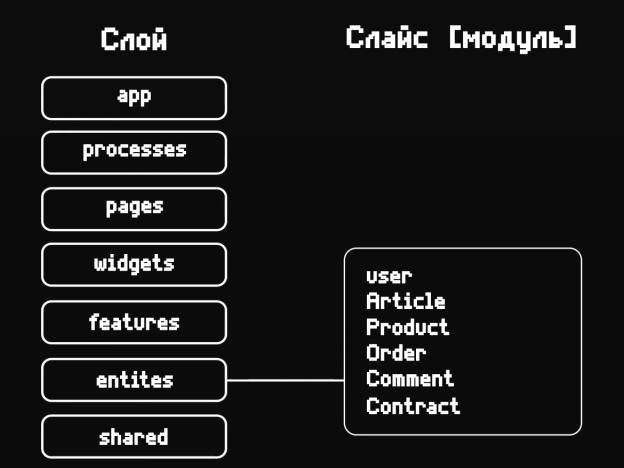 Слой
Слайс [модуль]
app
processes
pages
widgets
features
entites
shared
user
Article
Product
Order
Comment
Contract